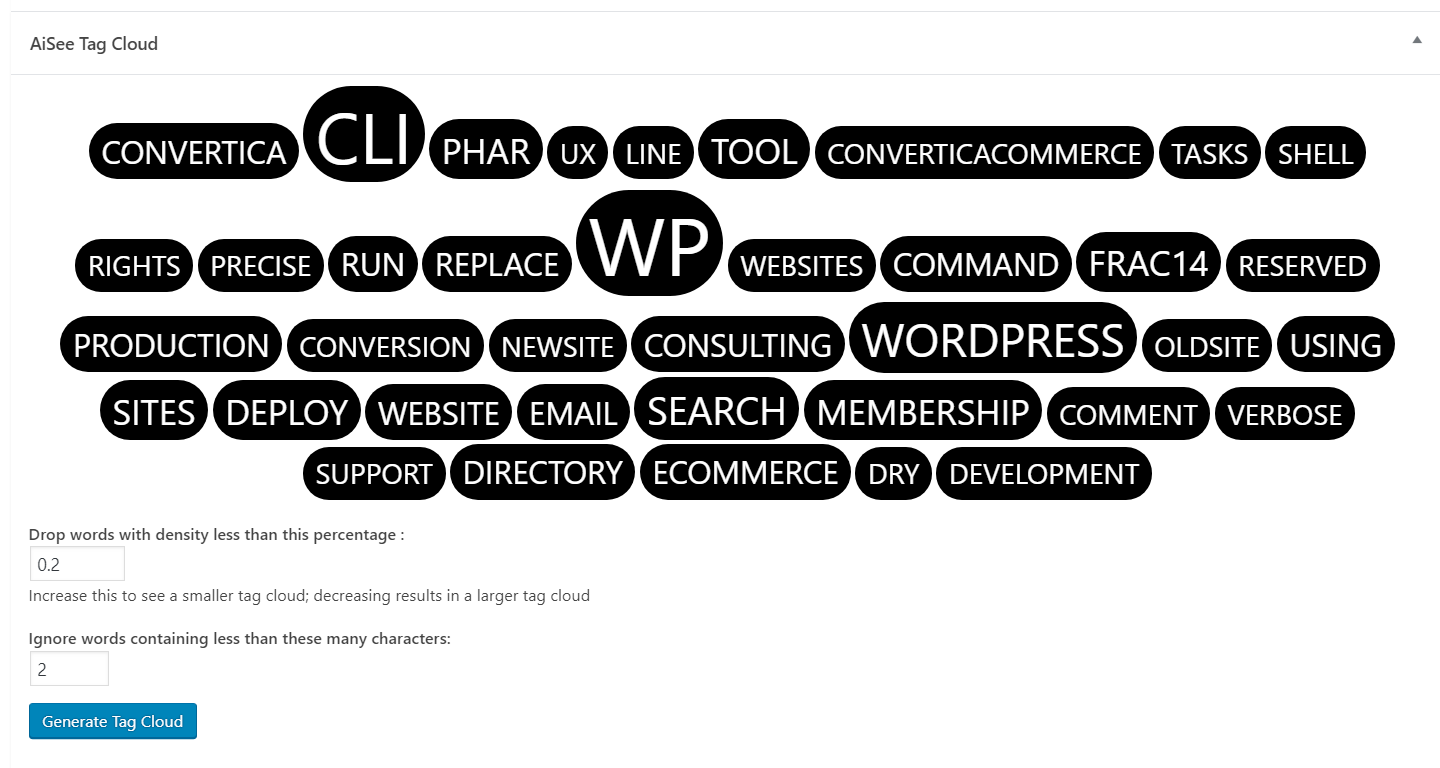 AiSee Tag Cloud
CONVERTICA CLI PHAR UX LINE TOOL CONVERTICACOMMERCE TASKS SHELL
RIGHTS PRECISE RUN REPLACE WP WEBSITES COMMAND FRAC14 RESERVED
PRODUCTION CONVERSION NEWSITE CONSULTING WORDPRESS OLDSITE USING
SITES DEPLOY WEBSITE EMAIL SEARCH MEMBERSHIP COMMENT VERBOSE
SUPPORT DIRECTORY ECOMMERCE DRY DEVELOPMENT
Drop words with density less than this percentage :
0.2
Increase this to see a smaller tag cloud; decreasing results in a larger tag cloud
Ignore words containing less than these many characters:
2
Generate Tag Cloud